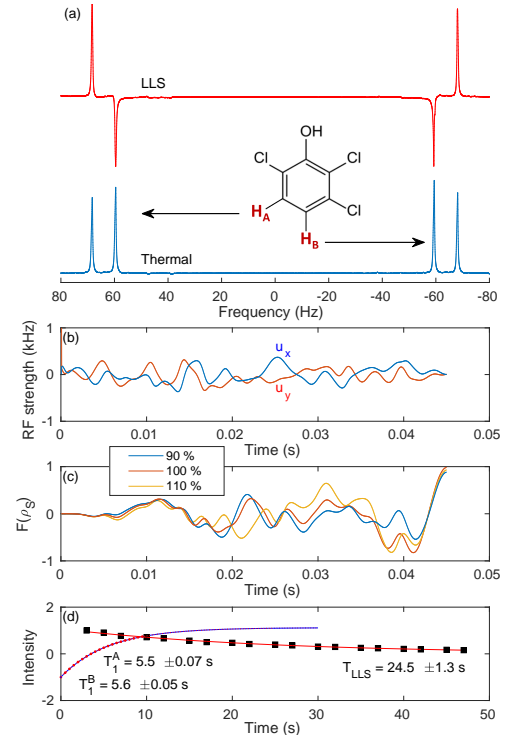 (a)
LLS
OH
Cl
Cl
Cl
H_A
H_B
Thermal
80 60 40 20 0 -20 -40 -60 -80
Frequency (Hz)
(b)
RF strength (kHz)
1
0
-1
u_x
u_y
0 0.01 0.02 0.03 0.04 0.05
Time (s)
(c)
90 %
100 %
110 %
F(ρ_S)
1
0
-1
0 0.01 0.02 0.03 0.04 0.05
Time (s)
(d)
Intensity
2
0
-2
T_1^A = 5.5 ±0.07 s
T_1^B = 5.6 ±0.05 s
T_LLS = 24.5 ±1.3 s
0 10 20 30 40 50
Time (s)